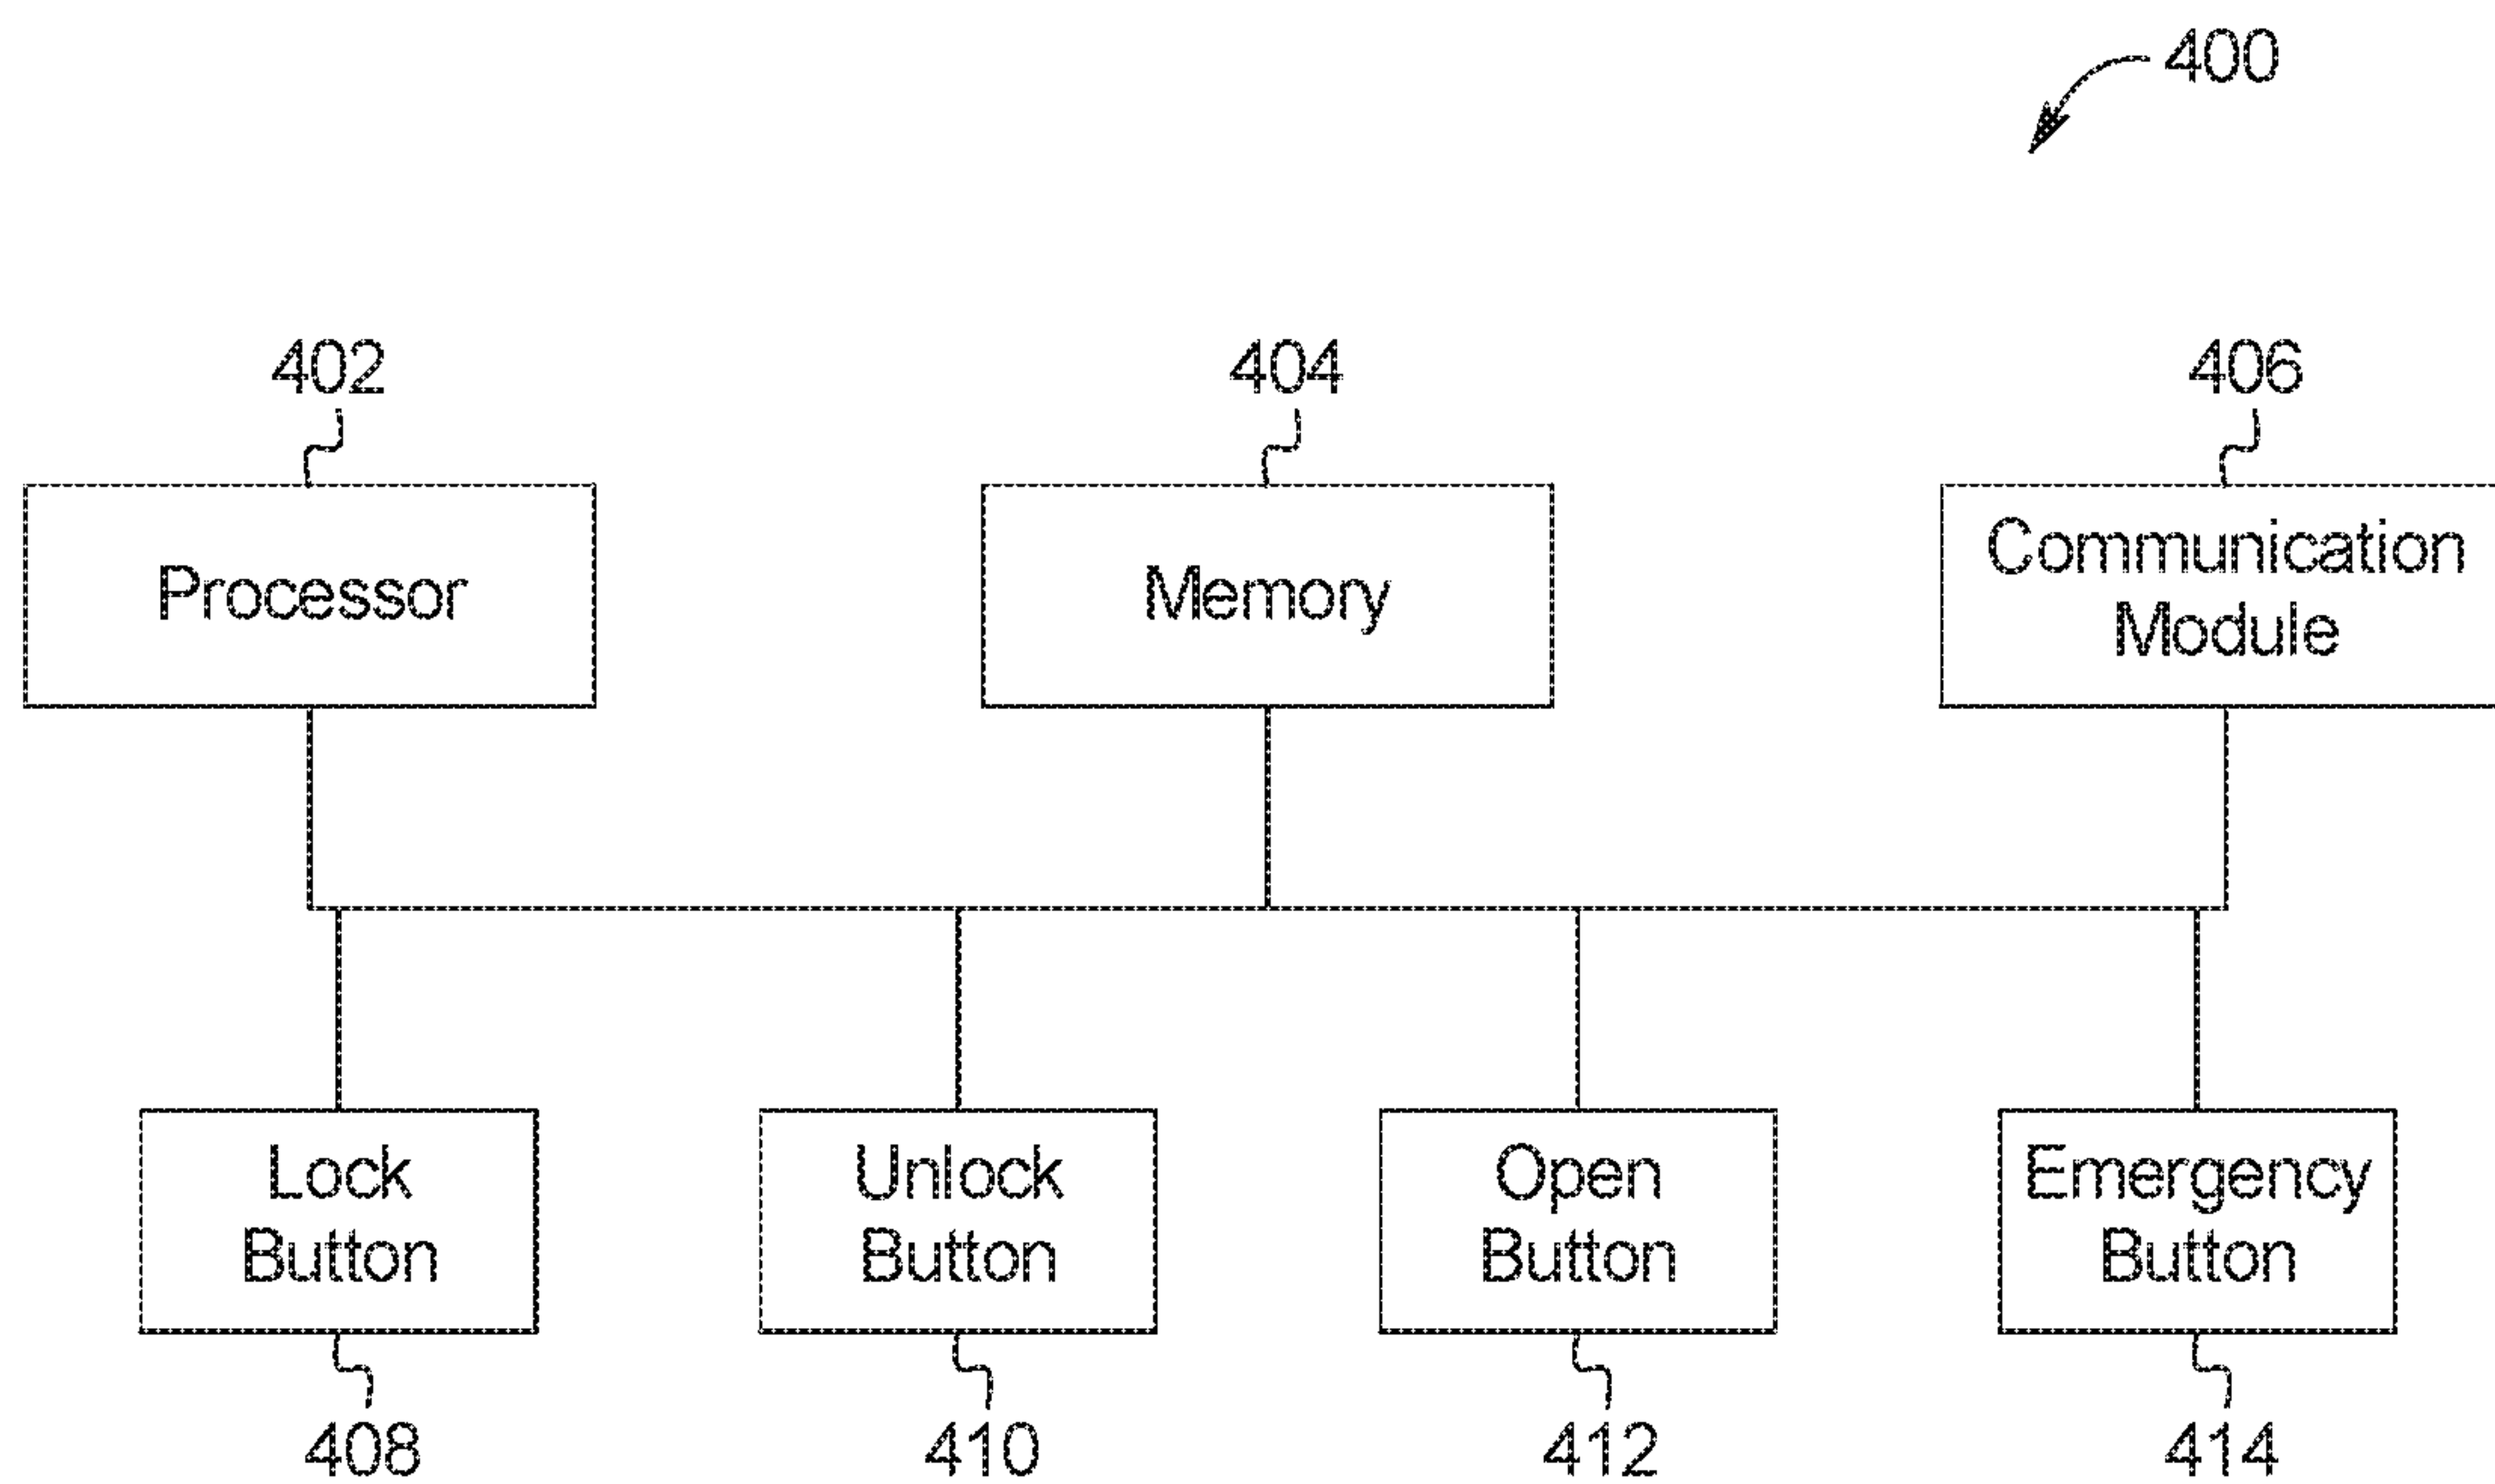 400
402
404
406
Processor
Memory
Communication
Module
Lock
Button
Unlock
Button
Open
Button
Emergency
Button
408
410
412
414